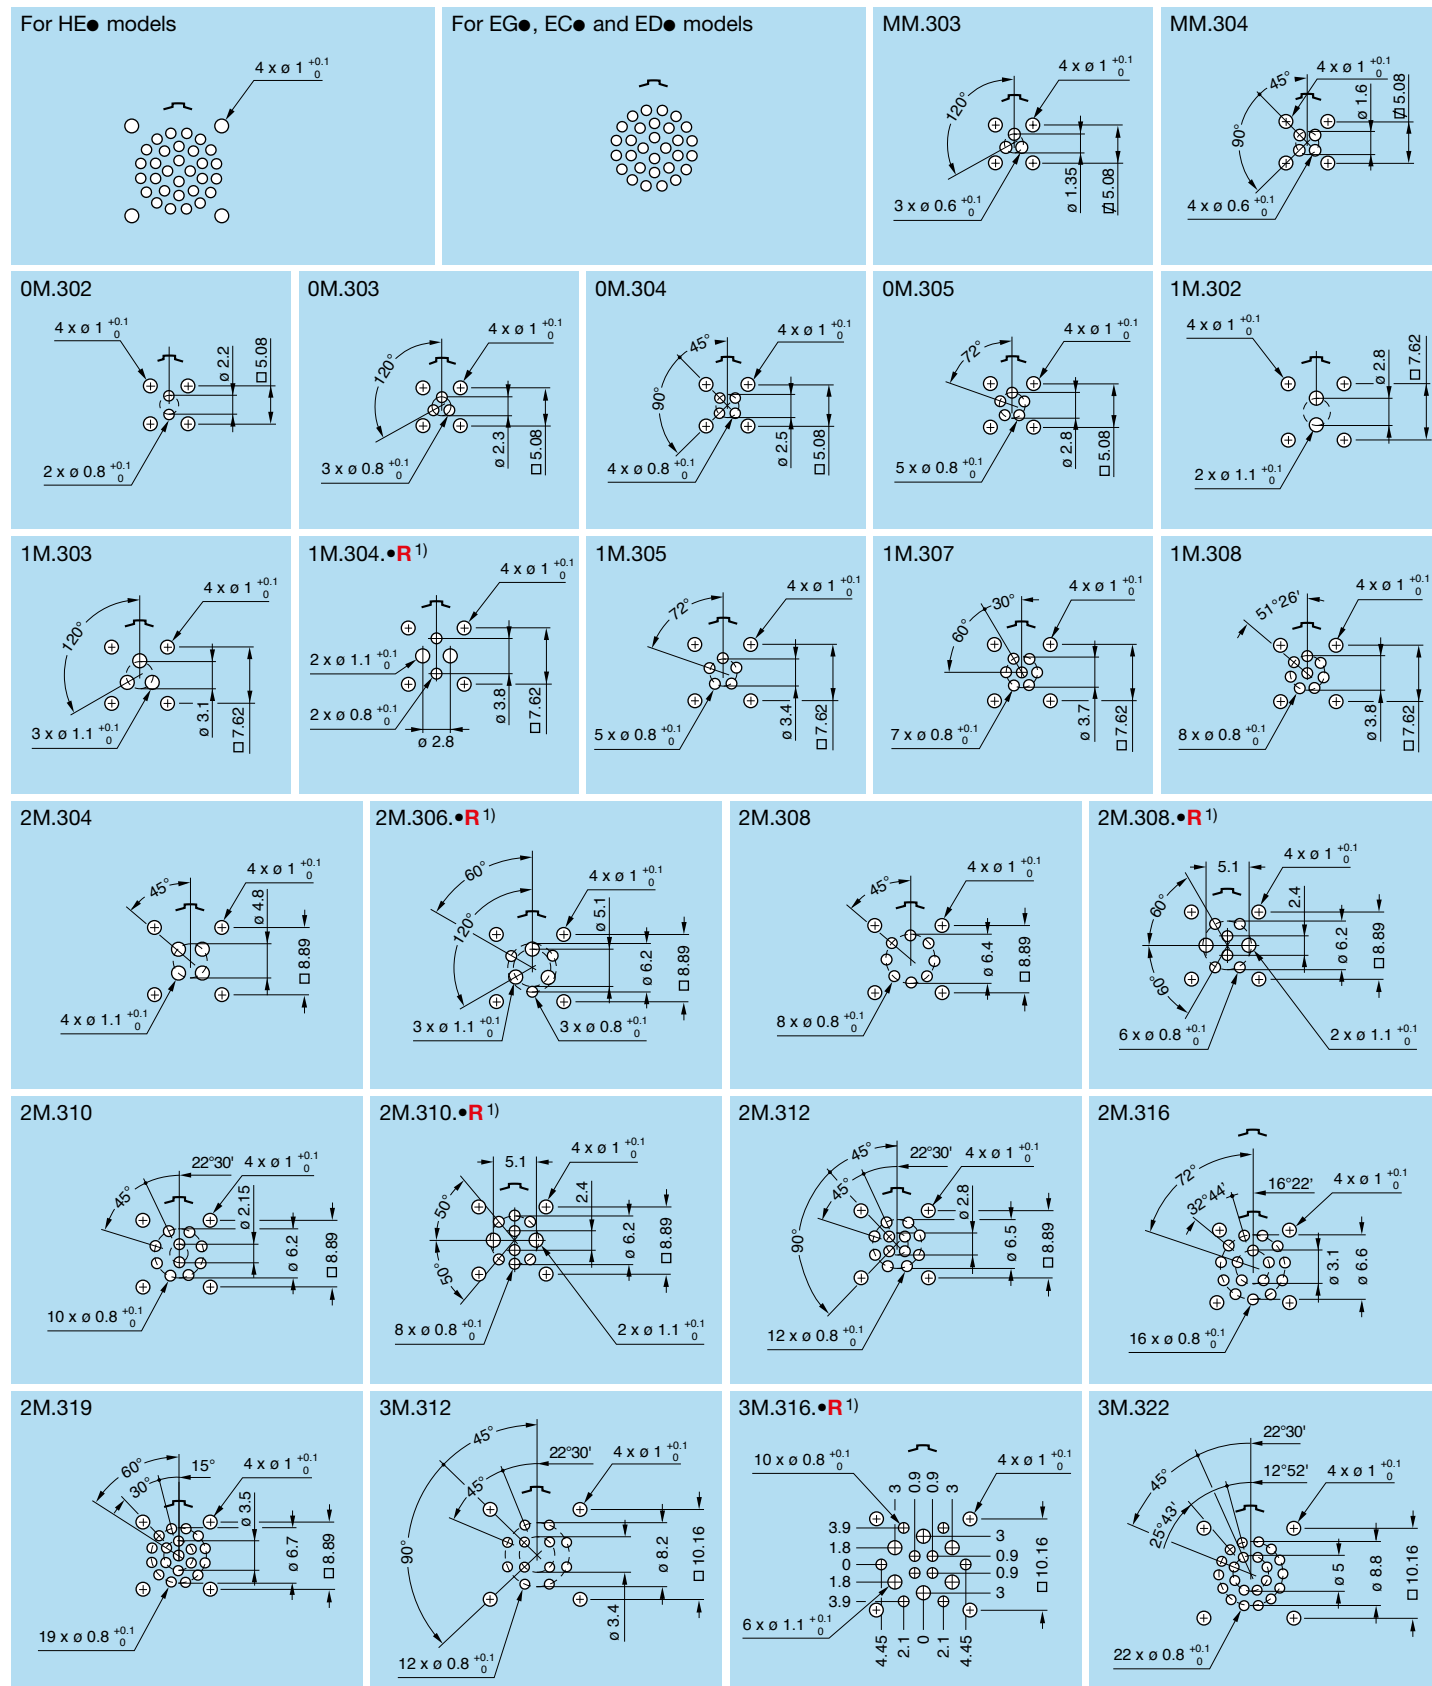 For HE● models
4 x ø 1 +0.1 0
For EG●, EC● and ED● models
MM.303
120°
4 x ø 1 +0.1 0
3 x ø 0.6 +0.1 0
ø 1.35
□ 5.08
MM.304
45°
90°
4 x ø 1 +0.1 0
ø 1.6
□ 5.08
4 x ø 0.6 +0.1 0
0M.302
4 x ø 1 +0.1 0
ø 2.2
□ 5.08
2 x ø 0.8 +0.1 0
0M.303
120°
4 x ø 1 +0.1 0
3 x ø 0.8 +0.1 0
ø 2.3
□ 5.08
0M.304
45°
90°
4 x ø 1 +0.1 0
4 x ø 0.8 +0.1 0
ø 2.5
□ 5.08
0M.305
72°
4 x ø 1 +0.1 0
5 x ø 0.8 +0.1 0
ø 2.8
□ 5.08
1M.302
4 x ø 1 +0.1 0
ø 2.8
□ 7.62
2 x ø 1.1 +0.1 0
1M.303
120°
4 x ø 1 +0.1 0
3 x ø 1.1 +0.1 0
ø 3.1
□ 7.62
1M.304.●R 1)
4 x ø 1 +0.1 0
2 x ø 1.1 +0.1 0
2 x ø 0.8 +0.1 0
ø 2.8
ø 3.8
□ 7.62
1M.305
72°
4 x ø 1 +0.1 0
5 x ø 0.8 +0.1 0
ø 3.4
□ 7.62
1M.307
30°
60°
4 x ø 1 +0.1 0
7 x ø 0.8 +0.1 0
ø 3.7
□ 7.62
1M.308
51°26'
4 x ø 1 +0.1 0
8 x ø 0.8 +0.1 0
ø 3.8
□ 7.62
2M.304
45°
4 x ø 1 +0.1 0
ø 4.8
□ 8.89
4 x ø 1.1 +0.1 0
2M.306.●R 1)
60°
120°
4 x ø 1 +0.1 0
ø 5.1
ø 6.2
□ 8.89
3 x ø 1.1 +0.1 0
3 x ø 0.8 +0.1 0
2M.308
45°
4 x ø 1 +0.1 0
ø 6.4
□ 8.89
8 x ø 0.8 +0.1 0
2M.308.●R 1)
5.1
4 x ø 1 +0.1 0
60°
60°
2.4
ø 6.2
□ 8.89
6 x ø 0.8 +0.1 0
2 x ø 1.1 +0.1 0
2M.310
22°30'
45°
4 x ø 1 +0.1 0
ø 2.15
ø 6.2
□ 8.89
10 x ø 0.8 +0.1 0
2M.310.●R 1)
5.1
4 x ø 1 +0.1 0
50°
50°
2.4
ø 6.2
□ 8.89
8 x ø 0.8 +0.1 0
2 x ø 1.1 +0.1 0
2M.312
45°
22°30'
45°
90°
4 x ø 1 +0.1 0
ø 2.8
ø 6.5
□ 8.89
12 x ø 0.8 +0.1 0
2M.316
72°
32°44'
16°22'
4 x ø 1 +0.1 0
ø 3.1
ø 6.6
16 x ø 0.8 +0.1 0
2M.319
60°
30°
15°
4 x ø 1 +0.1 0
ø 3.5
ø 6.7
□ 8.89
19 x ø 0.8 +0.1 0
3M.312
45°
22°30'
45°
90°
4 x ø 1 +0.1 0
ø 3.4
ø 8.2
□ 10.16
12 x ø 0.8 +0.1 0
3M.316.●R 1)
10 x ø 0.8 +0.1 0
4 x ø 1 +0.1 0
3 0.9 0.9 3
3.9
1.8
0
1.8
3.9
3
0.9
0.9
3
□ 10.16
6 x ø 1.1 +0.1 0
4.45 2.1 0 2.1 4.45
3M.322
22°30'
45°
12°52'
25°43'
4 x ø 1 +0.1 0
ø 5
ø 8.8
□ 10.16
22 x ø 0.8 +0.1 0